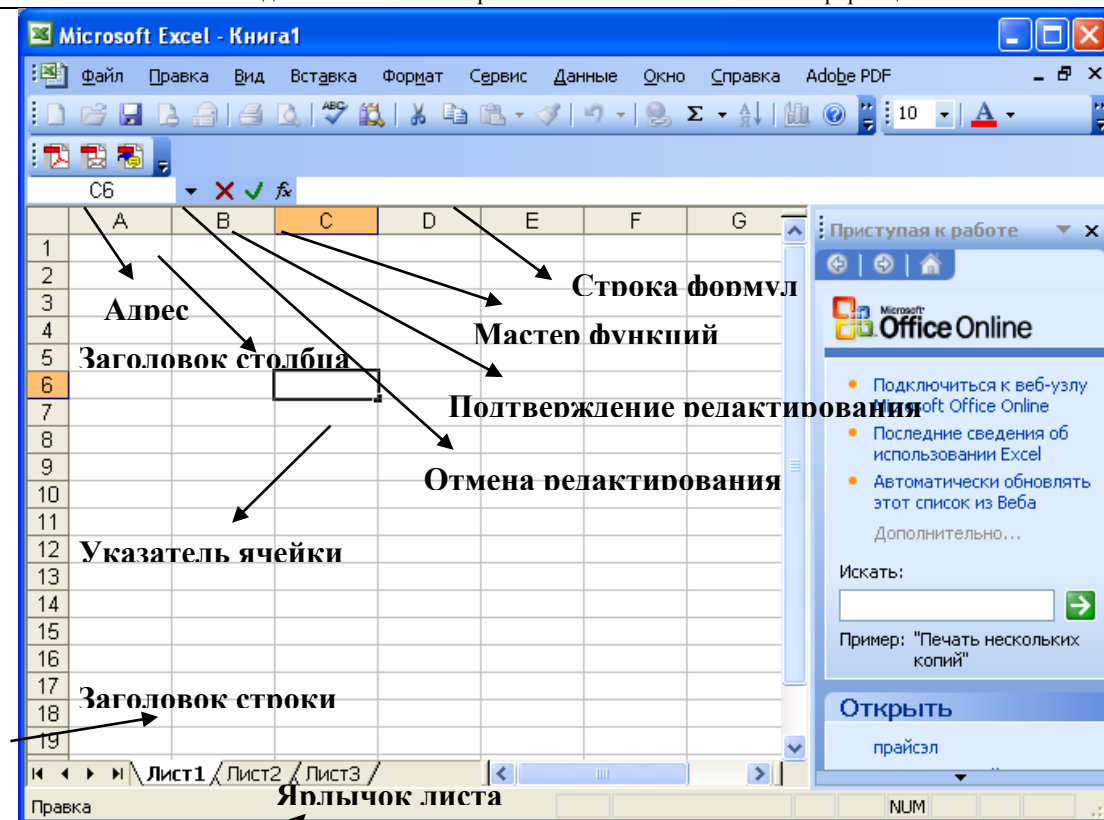 Microsoft Excel - Книга1
Файл Правка Вид Вставка Формат Сервис Данные Окно Справка Adobe PDF
ABC Σ 10 A
C6 fx
A B C D E F G
Приступая к работе
1
2
3
4
5
6
7
8
9
10
11
12
13
14
15
16
17
18
19
Адрес
Заголовок столбца
Строка формул
Мастер функций
Подтверждение редактирования
Отмена редактирования
Указатель ячейки
Заголовок строки
Ярлычок листа
Microsoft
Office Online
Подключиться к веб-узлу
Microsoft Office Online
Последние сведения об
использовании Excel
Автоматически обновлять
этот список из Веба
Дополнительно...
Искать:
Пример: "Печать нескольких
копий"
Открыть
прайсэл
Лист1 Лист2 Лист3
Правка NUM